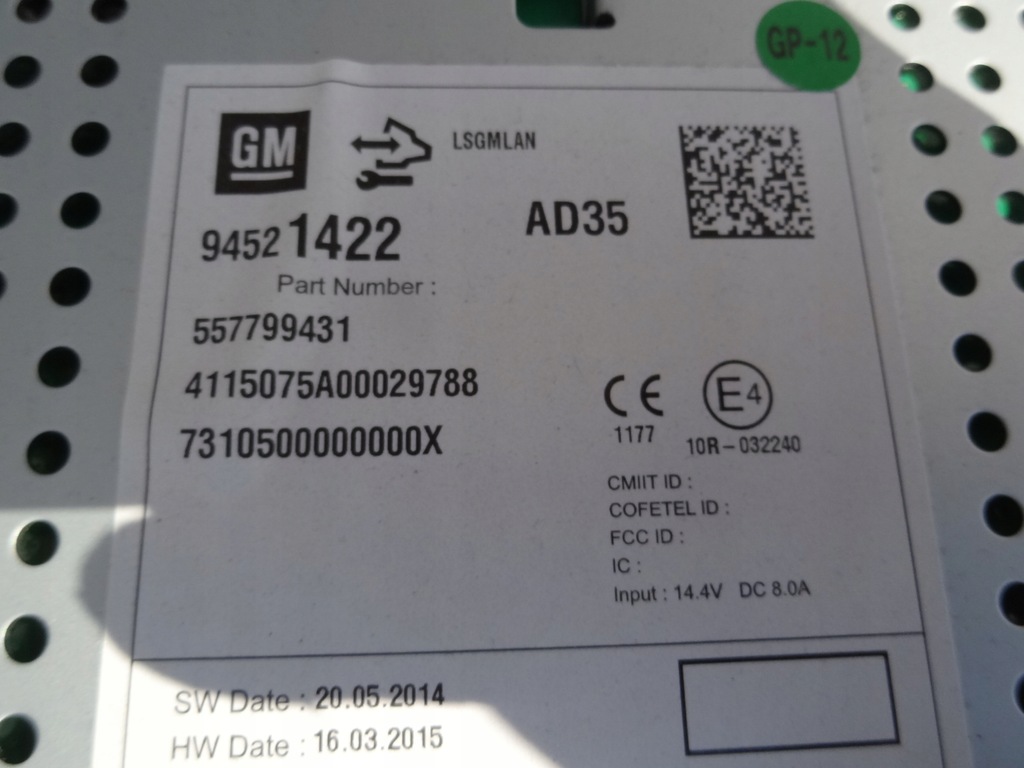 GP-12
GM
LSGMLAN
9452 1422
AD35
Part Number :
557799431
4115075A00029788
7310500000000X
CE
E4
1177
10R-032240
CMIIT ID :
COFETEL ID :
FCC ID :
IC :
Input : 14.4V DC 8.0A
SW Date : 20.05.2014
HW Date : 16.03.2015